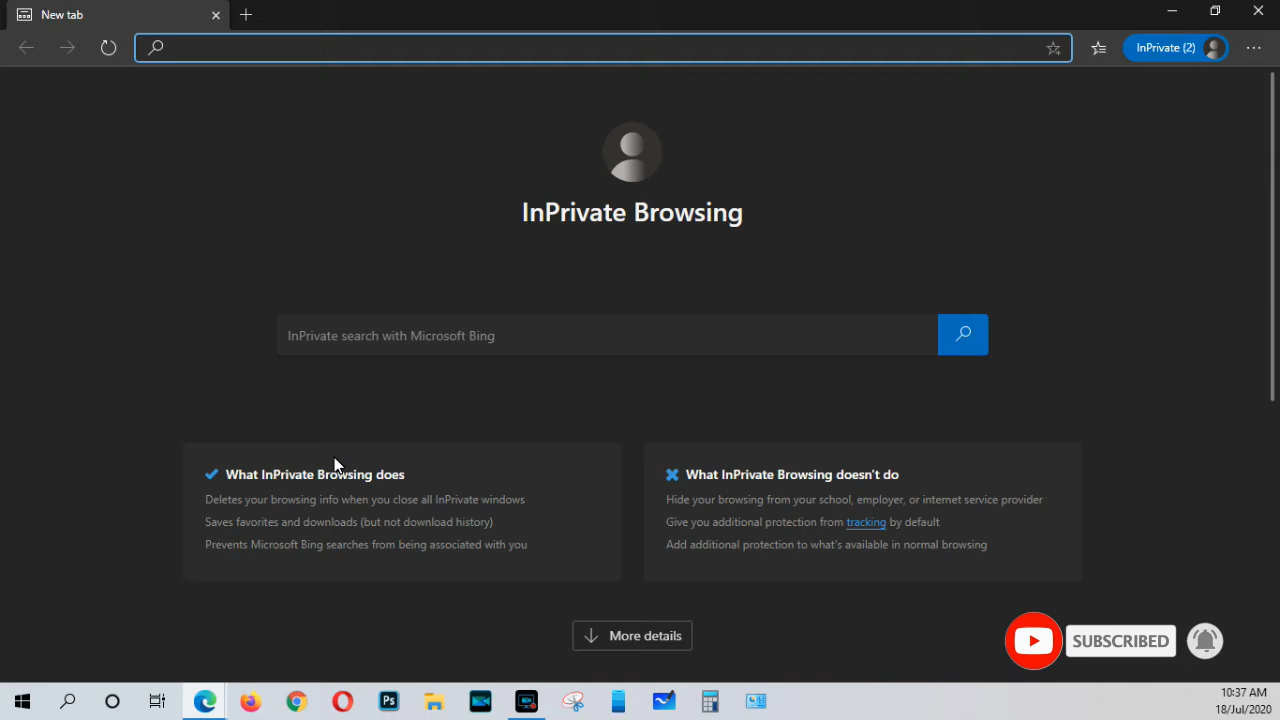 New tab
InPrivate (2)
InPrivate Browsing
InPrivate search with Microsoft Bing
What InPrivate Browsing does
Deletes your browsing info when you close all InPrivate windows
Saves favorites and downloads (but not download history)
Prevents Microsoft Bing searches from being associated with you
What InPrivate Browsing doesn't do
Hide your browsing from your school, employer, or internet service provider
Give you additional protection from tracking by default
Add additional protection to what's available in normal browsing
More details
SUBSCRIBED
Ps
10:37 AM
18/Jul/2020